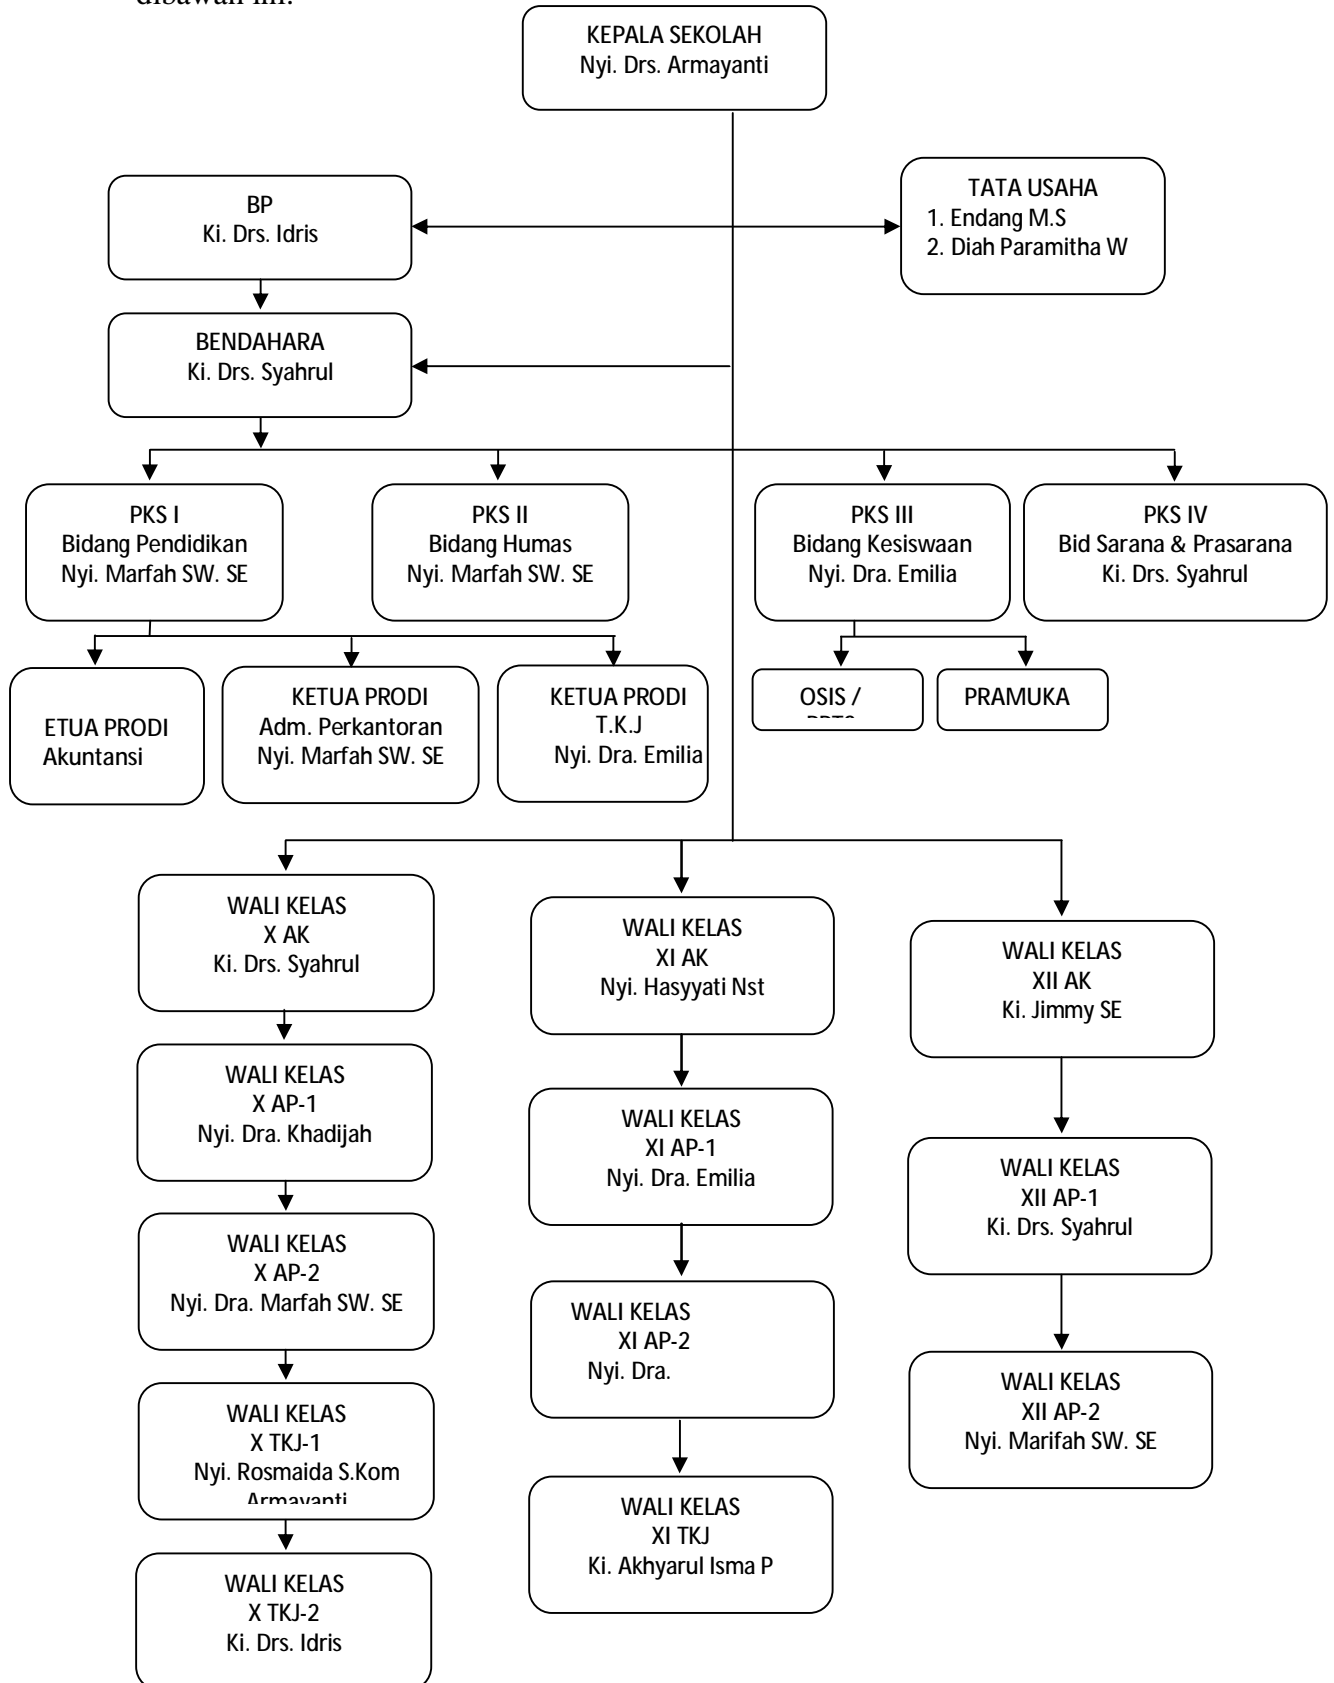 KEPALA SEKOLAH
Nyi. Drs. Armayanti
BP
Ki. Drs. Idris
TATA USAHA
1. Endang M.S
2. Diah Paramitha W
BENDAHARA
Ki. Drs. Syahrul
PKS I
Bidang Pendidikan
Nyi. Marfah SW. SE
PKS II
Bidang Humas
Nyi. Marfah SW. SE
PKS III
Bidang Kesiswaan
Nyi. Dra. Emilia
PKS IV
Bid Sarana & Prasarana
Ki. Drs. Syahrul
ETUA PRODI
Akuntansi
KETUA PRODI
Adm. Perkantoran
Nyi. Marfah SW. SE
KETUA PRODI
T.K.J
Nyi. Dra. Emilia
OSIS /
PRAMUKA
WALI KELAS
X AK
Ki. Drs. Syahrul
WALI KELAS
X AP-1
Nyi. Dra. Khadijah
WALI KELAS
X AP-2
Nyi. Dra. Marfah SW. SE
WALI KELAS
X TKJ-1
Nyi. Rosmaida S.Kom
Armayanti
WALI KELAS
X TKJ-2
Ki. Drs. Idris
WALI KELAS
XI AK
Nyi. Hasyyati Nst
WALI KELAS
XI AP-1
Nyi. Dra. Emilia
WALI KELAS
XI AP-2
Nyi. Dra.
WALI KELAS
XI TKJ
Ki. Akhyarul Isma P
WALI KELAS
XII AK
Ki. Jimmy SE
WALI KELAS
XII AP-1
Ki. Drs. Syahrul
WALI KELAS
XII AP-2
Nyi. Marifah SW. SE